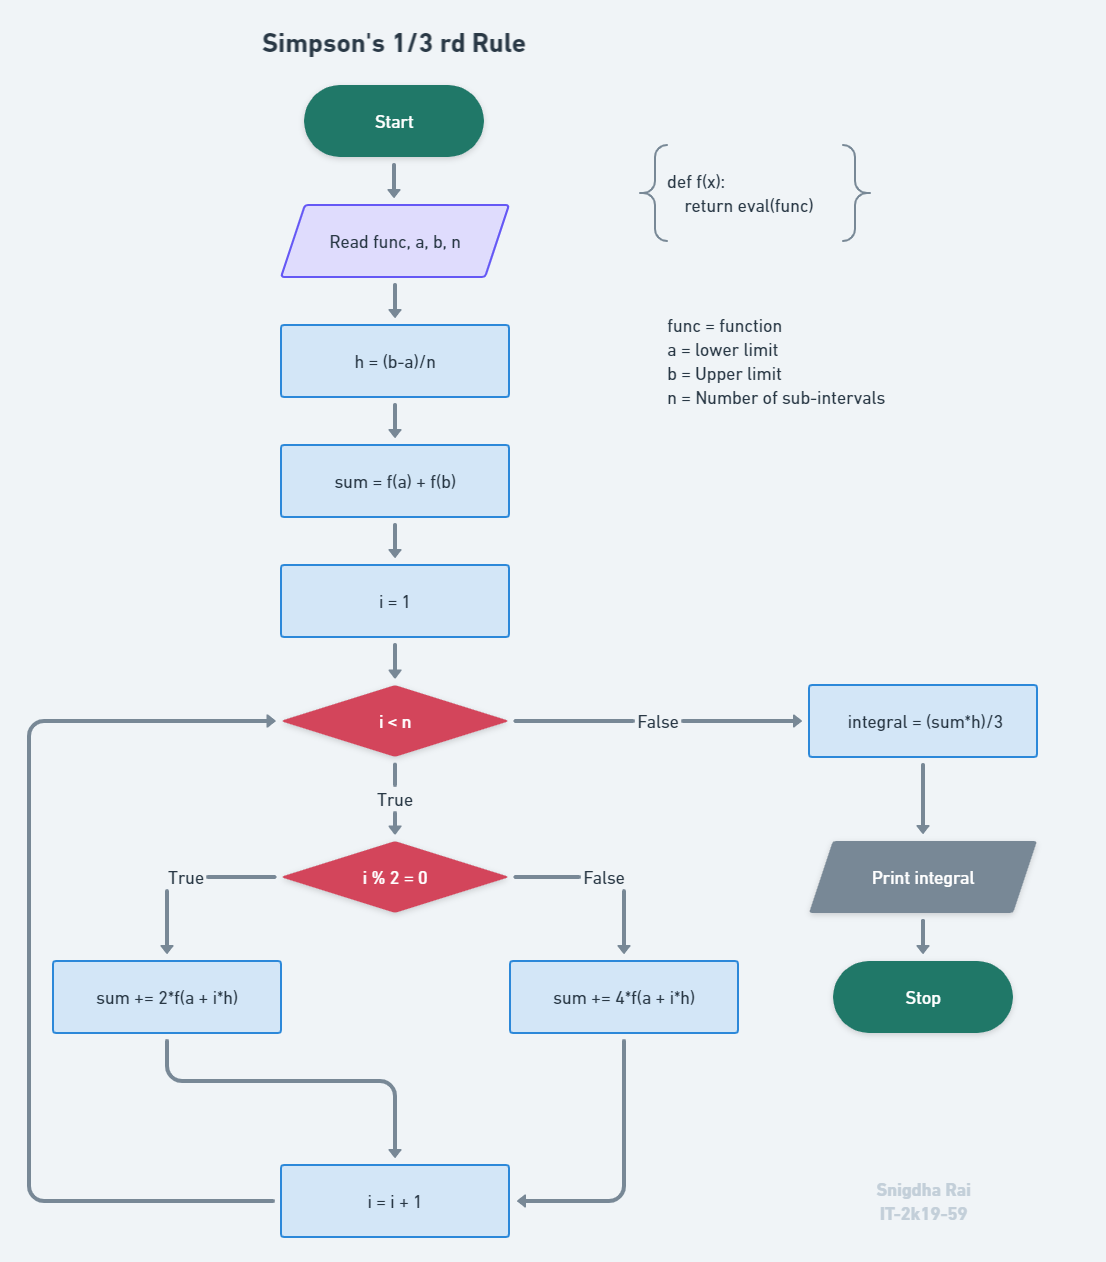 Simpson's 1/3 rd Rule
Start
Read func, a, b, n
h = (b-a)/n
sum = f(a) + f(b)
i = 1
i < n
True
False
i % 2 = 0
True
False
sum += 2*f(a + i*h)
sum += 4*f(a + i*h)
i = i + 1
integral = (sum*h)/3
Print integral
Stop
def f(x):
return eval(func)
func = function
a = lower limit
b = Upper limit
n = Number of sub-intervals
Snigdha Rai
IT-2k19-59